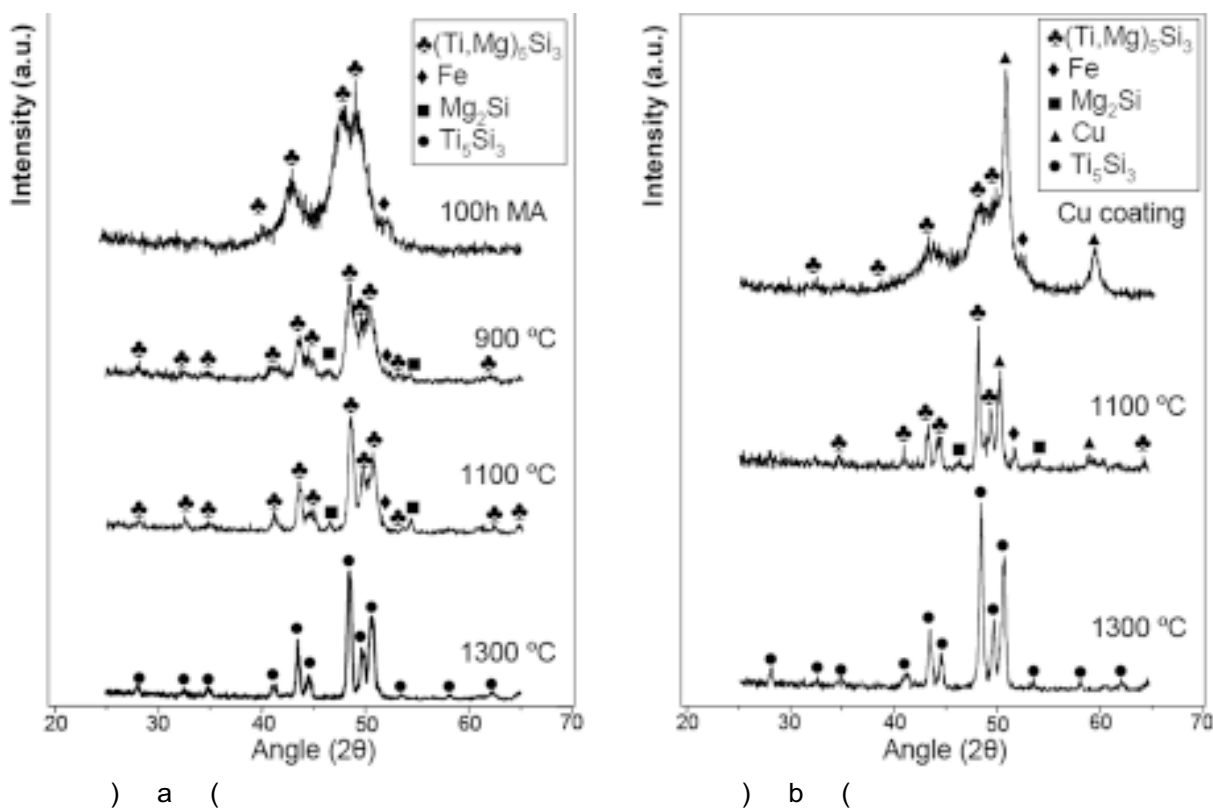 Intensity (a.u.)
♣(Ti,Mg)₅Si₃
♦Fe
■Mg₂Si
●Ti₅Si₃
100h MA
900 ºC
1100 ºC
1300 ºC
20 30 40 50 60 70
Angle (2θ)
) a (
Intensity (a.u.)
♣(Ti,Mg)₅Si₃
♦Fe
■Mg₂Si
▲Cu
●Ti₅Si₃
Cu coating
1100 ºC
1300 ºC
20 30 40 50 60 70
Angle (2θ)
) b (